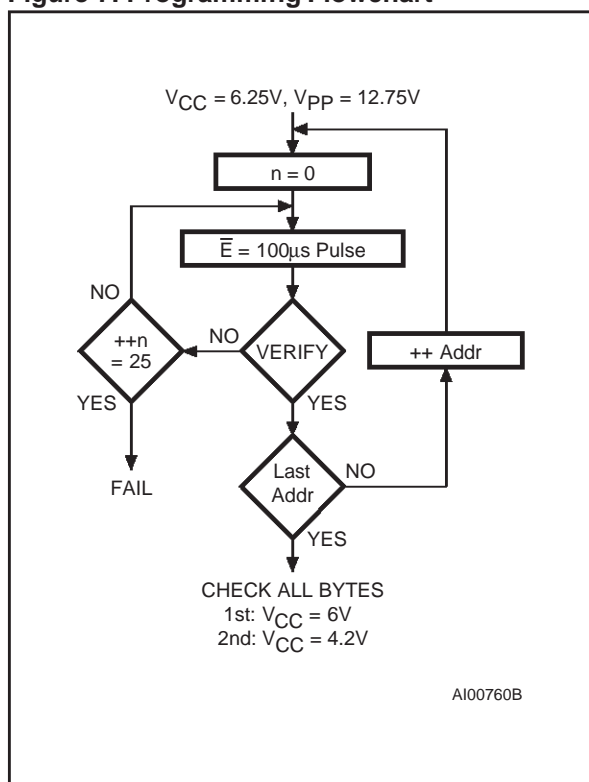 Figure Programming Flowchart
VCC = 6.25V, VPP = 12.75V
n = 0
E̅ = 100µs Pulse
NO
++n
= 25
NO
VERIFY
++ Addr
YES
YES
FAIL
Last
Addr
NO
YES
CHECK ALL BYTES
1st: VCC = 6V
2nd: VCC = 4.2V
AI00760B